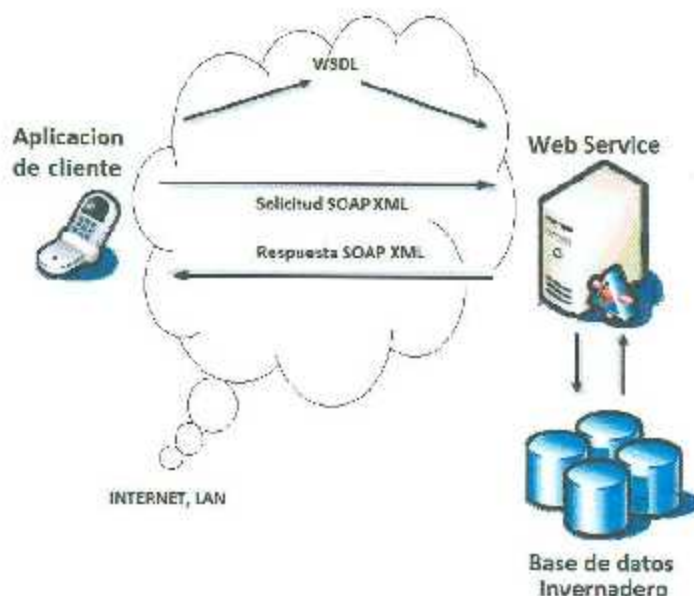 WSDL
Aplicacion
de cliente
Web Service
Solicitud SOAP XML
Respuesta SOAP XML
INTERNET, LAN
Base de datos
Invernadero